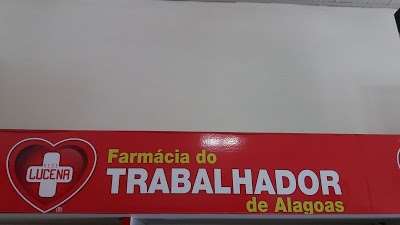 REDE
LUCENA
Farmácia do
TRABALHADOR
de Alagoas